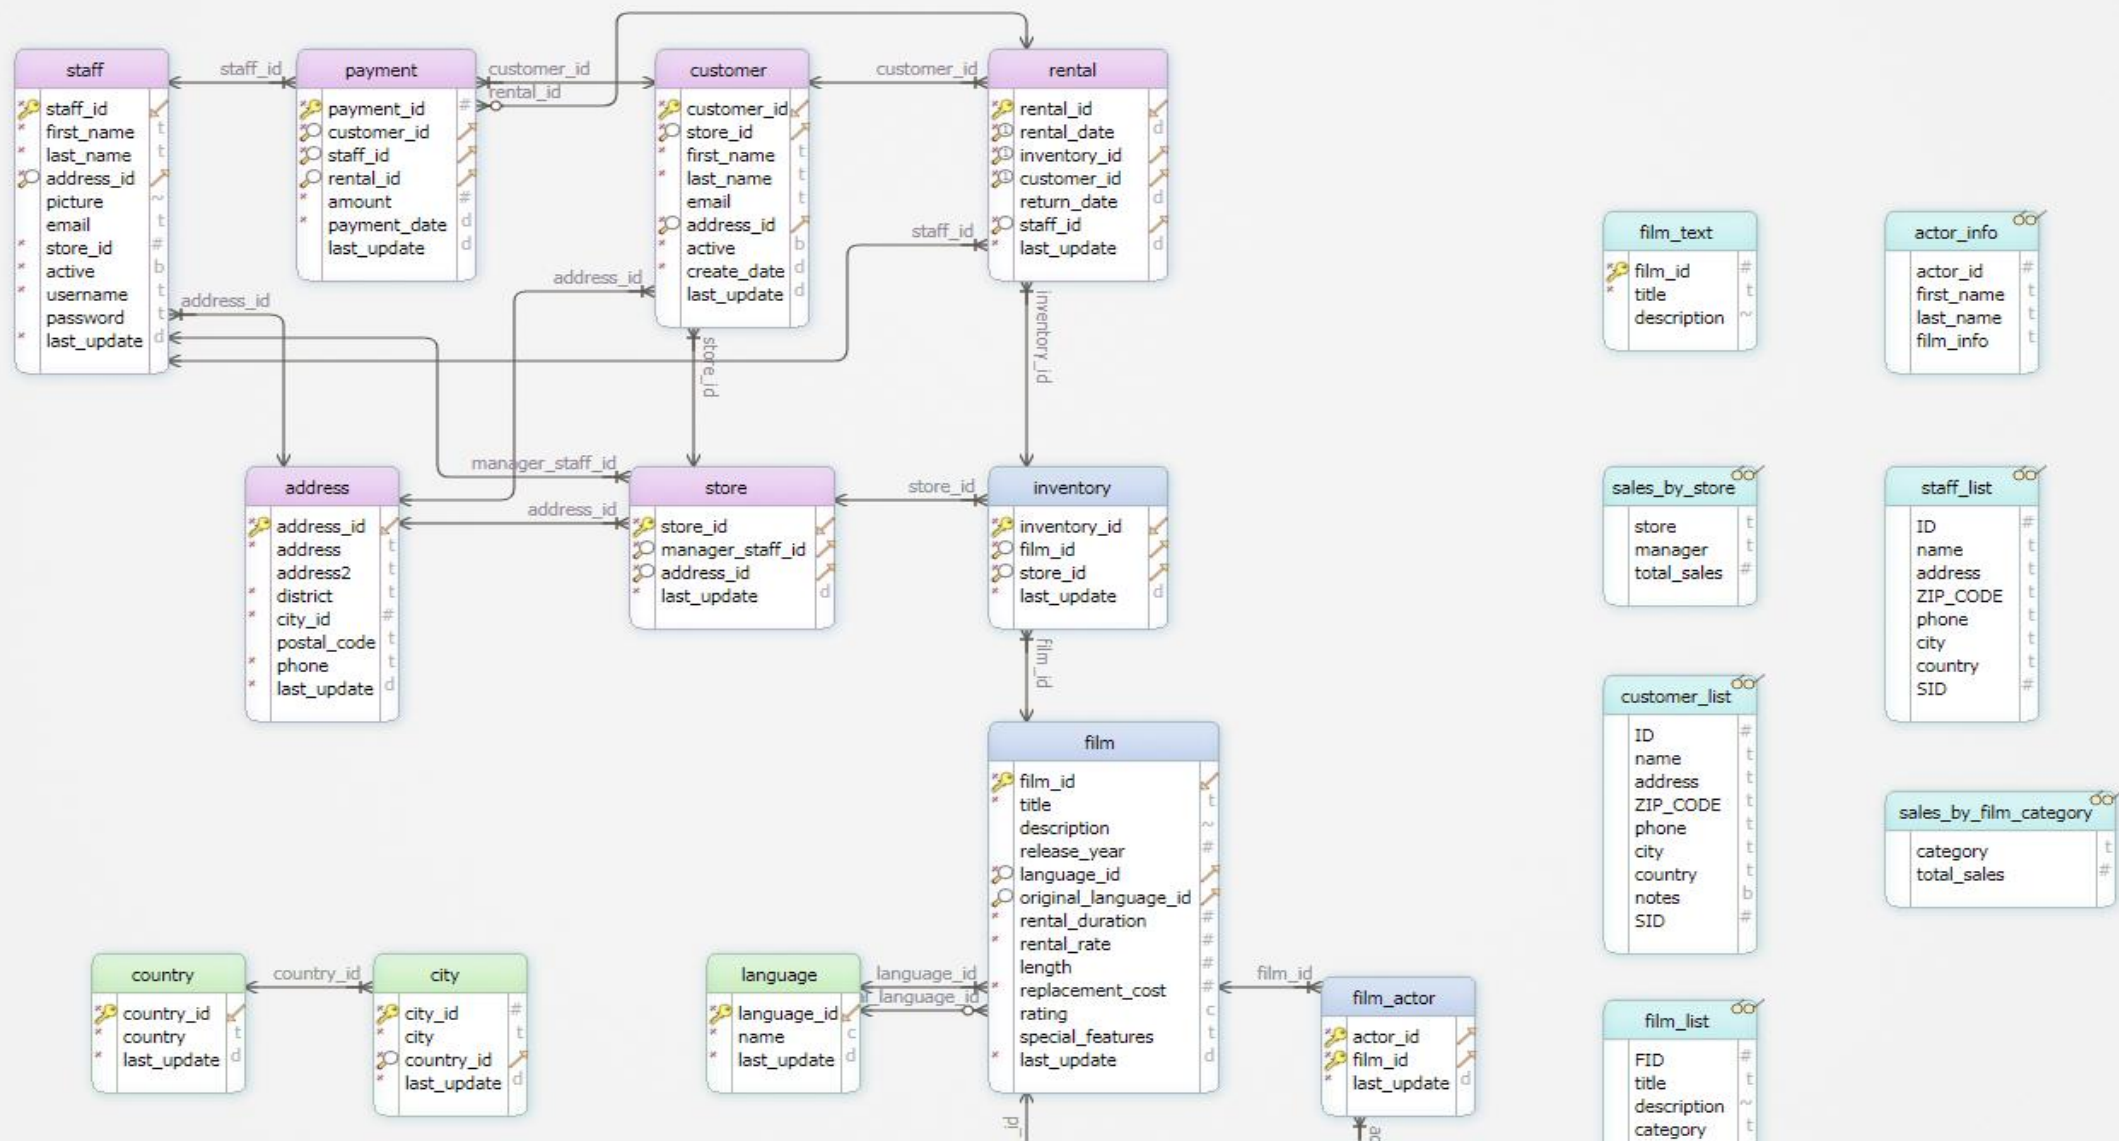 staff
staff_id
first_name
last_name
address_id
picture
email
store_id
active
username
password
last_update
staff_id
payment
payment_id
customer_id
staff_id
rental_id
amount
payment_date
last_update
customer_id
rental_id
customer
customer_id
store_id
first_name
last_name
email
address_id
active
create_date
last_update
customer_id
rental
rental_id
rental_date
inventory_id
customer_id
return_date
staff_id
last_update
staff_id
address_id
address_id
store_id
inventory_id
manager_staff_id
address_id
address
address_id
address
address2
district
city_id
postal_code
phone
last_update
store
store_id
manager_staff_id
address_id
last_update
store_id
inventory
inventory_id
film_id
store_id
last_update
film_id
film
film_id
title
description
release_year
language_id
original_language_id
rental_duration
rental_rate
length
replacement_cost
rating
special_features
last_update
country
country_id
country
last_update
country_id
city
city_id
city
country_id
last_update
language
language_id
name
last_update
language_id
l_language_id
film_id
film_actor
actor_id
film_id
last_update
film_text
film_id
title
description
actor_info
actor_id
first_name
last_name
film_info
sales_by_store
store
manager
total_sales
staff_list
ID
name
address
ZIP_CODE
phone
city
country
SID
customer_list
ID
name
address
ZIP_CODE
phone
city
country
notes
SID
sales_by_film_category
category
total_sales
film_list
FID
title
description
category